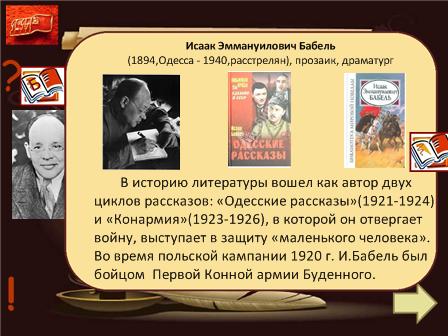 Исаак Эммануилович Бабель
(1894,Одесса - 1940,расстрелян), прозаик, драматург
Б
ОДЕССКИЕ
РАССКАЗЫ
Исаак
БАБЕЛЬ
В историю литературы вошел как автор двух
циклов рассказов: «Одесские рассказы»(1921-1924)
и «Конармия»(1923-1926), в которой он отвергает
войну, выступает в защиту «маленького человека».
Во время польской кампании 1920 г. И.Бабель был
бойцом Первой Конной армии Буденного.